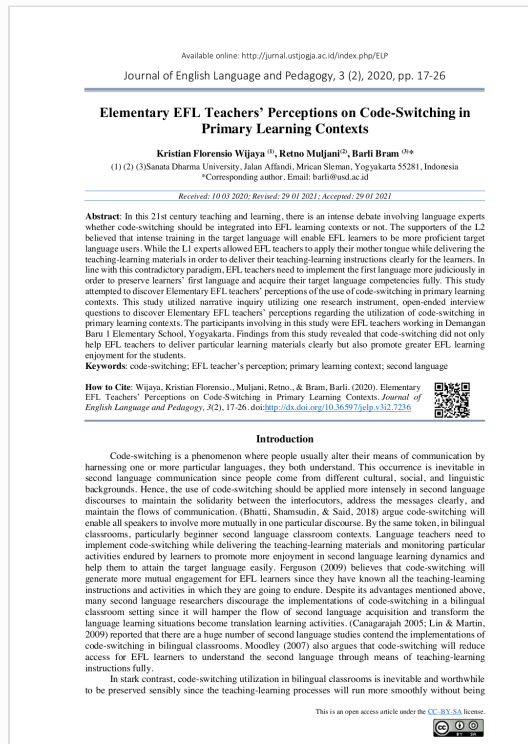 Available online: http://jurnal.ustjogja.ac.id/index.php/ELP
Journal of English Language and Pedagogy, 3 (2), 2020, pp. 17-26
Elementary EFL Teachers’ Perceptions on Code-Switching in
Primary Learning Contexts
Kristian Florensio Wijaya (1), Retno Muljani(2), Barli Bram (3)*
(1) (2) (3)Sanata Dharma University, Jalan Affandi, Mrican Sleman, Yogyakarta 55281, Indonesia
*Corresponding author. Email: barli@usd.ac.id
Received: 10 03 2020; Revised: 29 01 2021; Accepted: 29 01 2021
Abstract: In this 21st century teaching and learning, there is an intense debate involving language experts
whether code-switching should be integrated into EFL learning contexts or not. The supporters of the L2
believed that intense training in the target language will enable EFL learners to be more proficient target
language users. While the L1 experts allowed EFL teachers to apply their mother tongue while delivering the
teaching-learning materials in order to deliver their teaching-learning instructions clearly for the learners. In
line with this contradictory paradigm, EFL teachers need to implement the first language more judiciously in
order to preserve learners’ first language and acquire their target language competencies fully. This study
attempted to discover Elementary EFL teachers’ perceptions of the use of code-switching in primary learning
contexts. This study utilized narrative inquiry utilizing one research instrument, open-ended interview
questions to discover Elementary EFL teachers’ perceptions regarding the utilization of code-switching in
primary learning contexts. The participants involving in this study were EFL teachers working in Demangan
Baru 1 Elementary School, Yogyakarta. Findings from this study revealed that code-switching did not only
help EFL teachers to deliver particular learning materials clearly but also promote greater EFL learning
enjoyment for the students.
Keywords: code-switching; EFL teacher’s perception; primary learning context; second language
How to Cite: Wijaya, Kristian Florensio., Muljani, Retno., & Bram, Barli. (2020). Elementary
EFL Teachers’ Perceptions on Code-Switching in Primary Learning Contexts. Journal of
English Language and Pedagogy, 3(2), 17-26. doi:http://dx.doi.org/10.36597/jelp.v3i2.7236
Introduction
Code-switching is a phenomenon where people usually alter their means of communication by
harnessing one or more particular languages, they both understand. This occurrence is inevitable in
second language communication since people come from different cultural, social, and linguistic
backgrounds. Hence, the use of code-switching should be applied more intensely in second language
discourses to maintain the solidarity between the interlocutors, address the messages clearly, and
maintain the flows of communication. (Bhatti, Shamsudin, & Said, 2018) argue code-switching will
enable all speakers to involve more mutually in one particular discourse. By the same token, in bilingual
classrooms, particularly beginner second language classroom contexts. Language teachers need to
implement code-switching while delivering the teaching-learning materials and monitoring particular
activities endured by learners to promote more enjoyment in second language learning dynamics and
help them to attain the target language easily. Ferguson (2009) believes that code-switching will
generate more mutual engagement for EFL learners since they have known all the teaching-learning
instructions and activities in which they are going to endure. Despite its advantages mentioned above,
many second language researchers discourage the implementations of code-switching in a bilingual
classroom setting since it will hamper the flow of second language acquisition and transform the
language learning situations become translation learning activities. (Canagarajah 2005; Lin & Martin,
2009) reported that there are a huge number of second language studies contend the implementations of
code-switching in bilingual classrooms. Moodley (2007) also argues that code-switching will reduce
access for EFL learners to understand the second language through means of teaching-learning
instructions fully.
In stark contrast, code-switching utilization in bilingual classrooms is inevitable and worthwhile
to be preserved sensibly since the teaching-learning processes will run more smoothly without being
This is an open access article under the CC–BY-SA license.
cc
BY SA